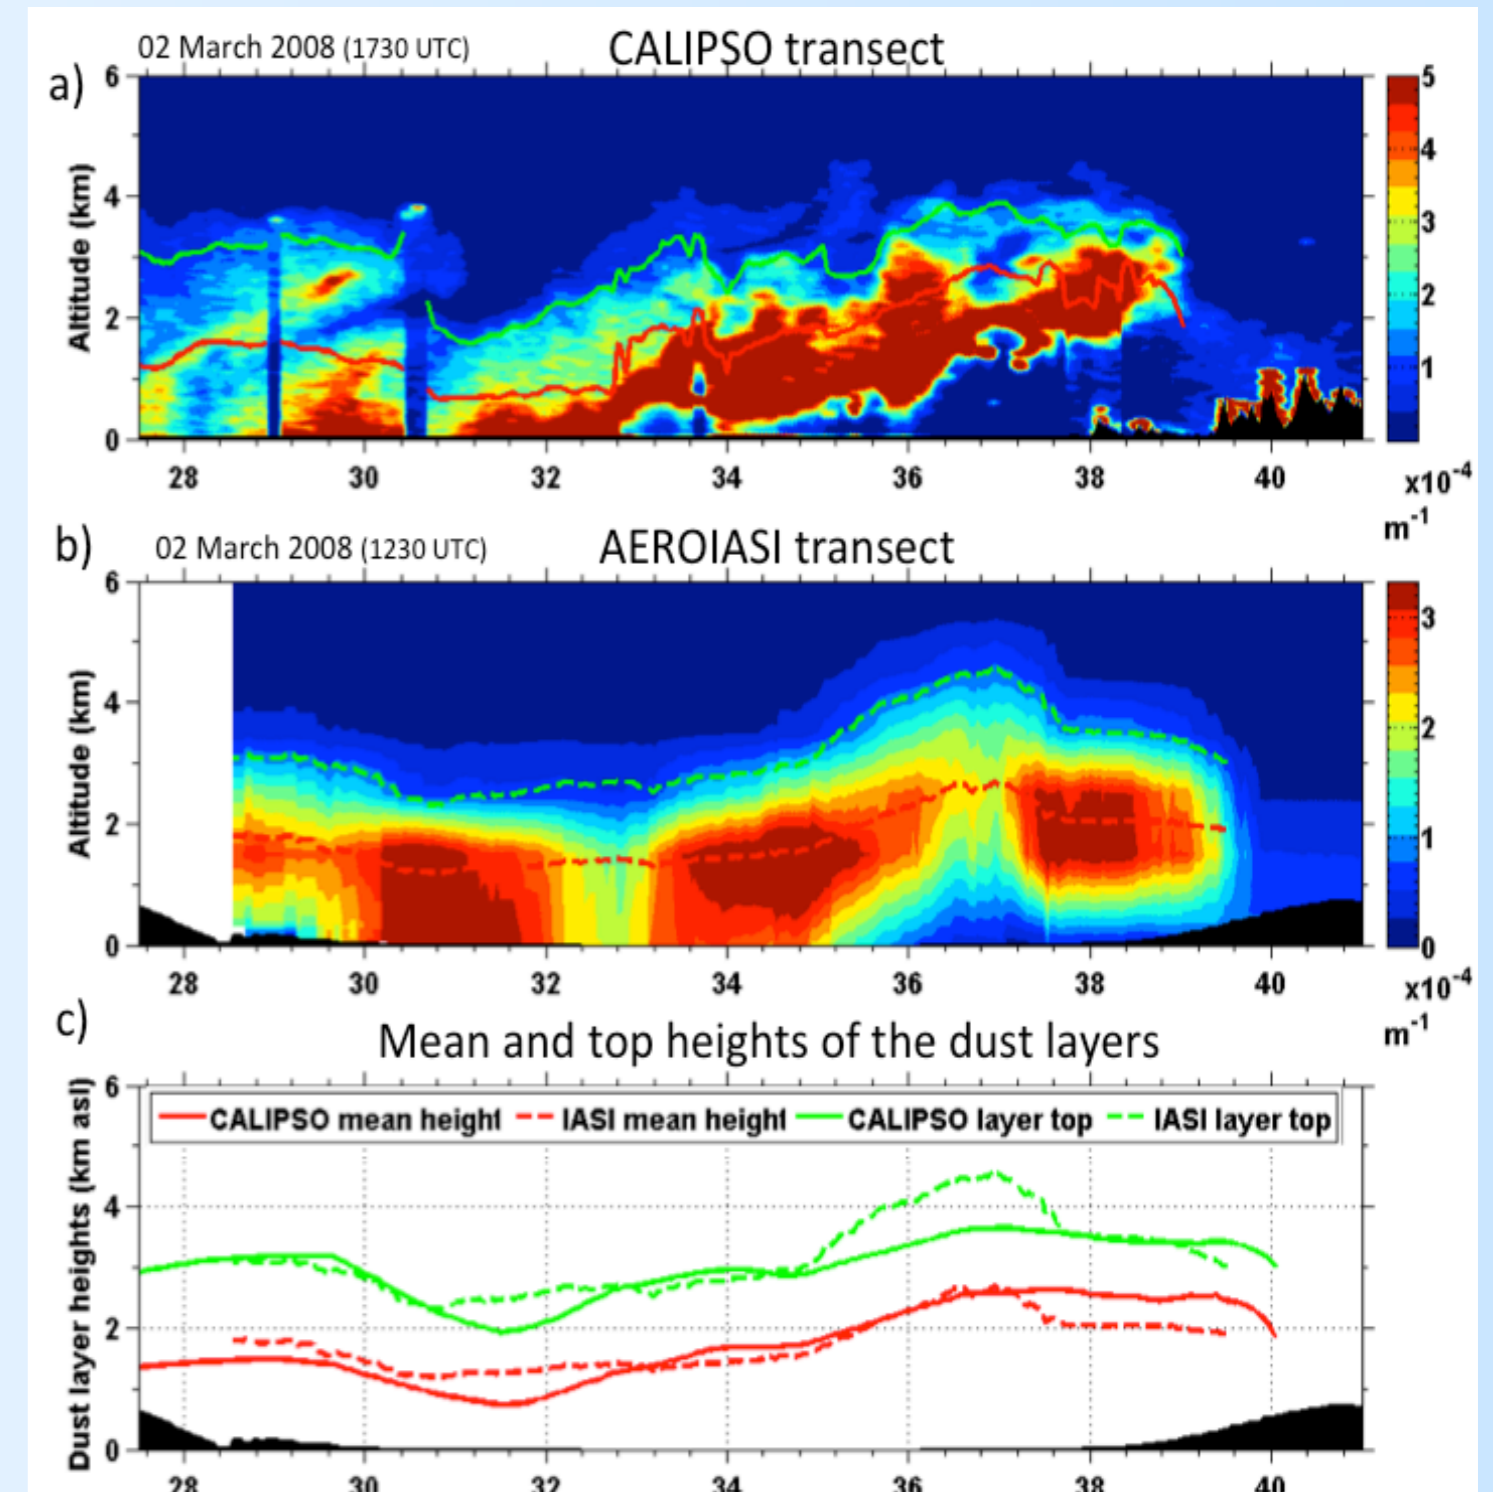 02 March 2008 (1730 UTC) CALIPSO transect
a)
Altitude (km)
6
4
2
0
28 30 32 34 36 38 40
5
4
3
2
1
x10-4
m-1
b) 02 March 2008 (1230 UTC) AEROIASI transect
Altitude (km)
6
4
2
0
28 30 32 34 36 38 40
3
2
1
0
x10-4
m-1
c)
Mean and top heights of the dust layers
Dust layer heights (km asl)
6
4
2
0
CALIPSO mean height IASI mean height CALIPSO layer top IASI layer top
28 30 32 34 36 38 40